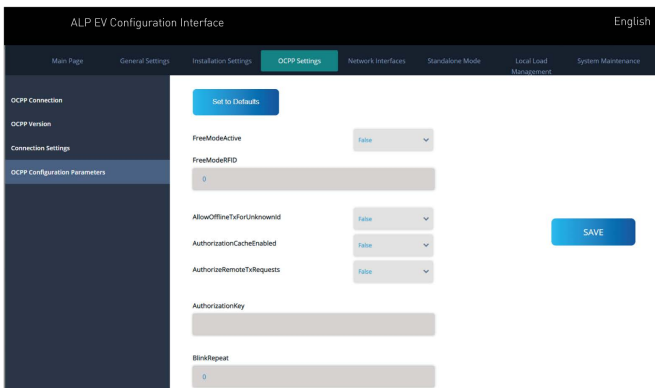 ALP EV Configuration Interface
English
Main Page
General Settings
Installation Settings
OCPP Settings
Network Interfaces
Standalone Mode
Local Load
Management
System Maintenance
OCPP Connection
OCPP Version
Connection Settings
OCPP Configuration Parameters
Set to Defaults
FreeModeActive
False
FreeModeRFID
0
AllowOfflineTxForUnknownId
False
AuthorizationCacheEnabled
False
AuthorizeRemoteTxRequests
False
SAVE
AuthorizationKey
BlinkRepeat
0